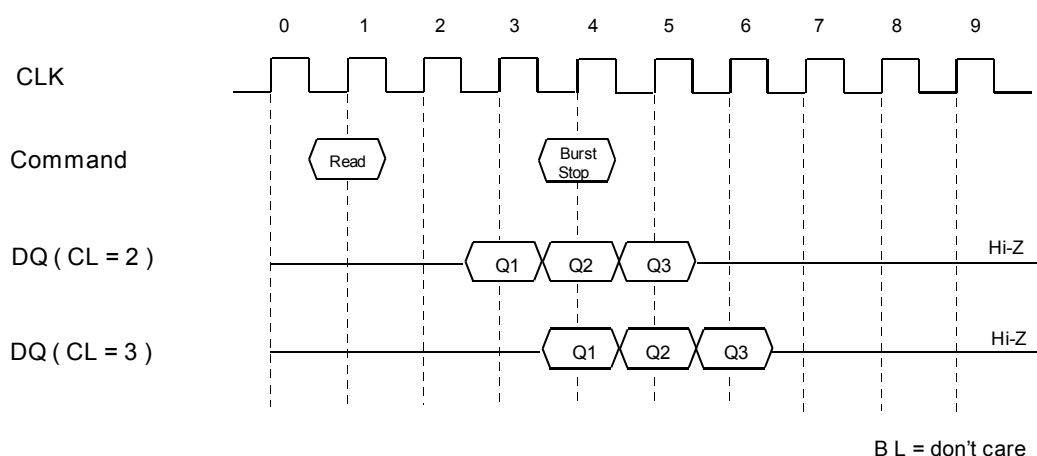 0 1 2 3 4 5 6 7 8 9
CLK
Command
Read
Burst
Stop
DQ ( CL = 2 )
Q1 Q2 Q3
Hi-Z
DQ ( CL = 3 )
Q1 Q2 Q3
Hi-Z
B L = don't care